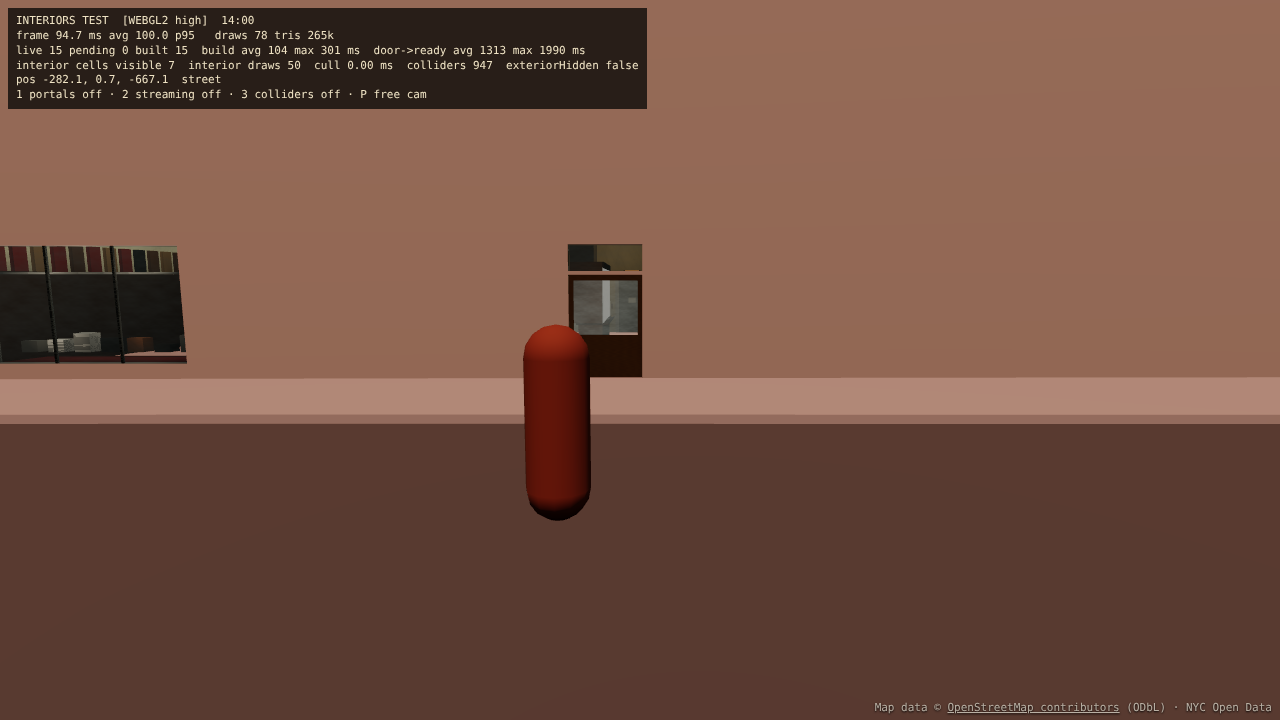 INTERIORS TEST  [WEBGL2 high]  14:00
frame 94.7 ms avg 100.0 p95   draws 78 tris 265k
live 15 pending 0 built 15  build avg 104 max 301 ms  door->ready avg 1313 max 1990 ms
interior cells visible 7  interior draws 50  cull 0.00 ms  colliders 947  exteriorHidden false
pos -282.1, 0.7, -667.1  street
1 portals off · 2 streaming off · 3 colliders off · P free cam
Map data © OpenStreetMap contributors (ODbL) · NYC Open Data